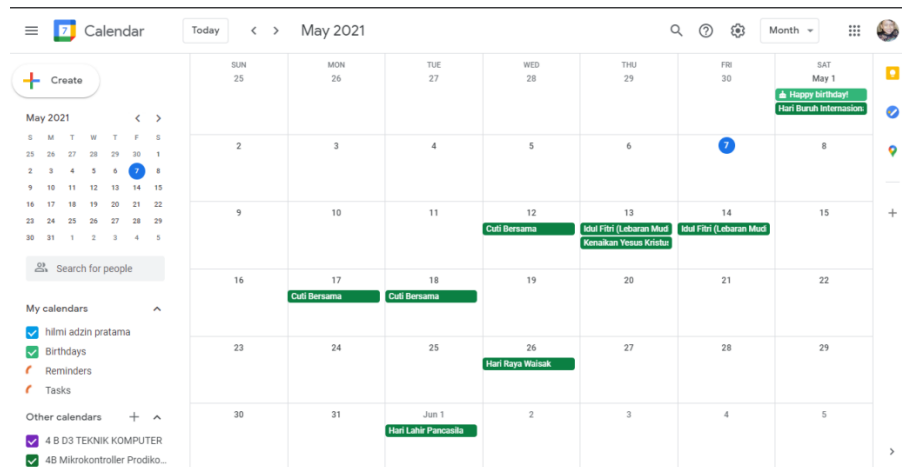 7 Calendar Today May 2021 Month
Create
May 2021
S M T W T F S
25 26 27 28 29 30 1
2 3 4 5 6 7 8
9 10 11 12 13 14 15
16 17 18 19 20 21 22
23 24 25 26 27 28 29
30 31 1 2 3 4 5
Search for people
My calendars
hilmi adzin pratama
Birthdays
Reminders
Tasks
Other calendars
4 B D3 TEKNIK KOMPUTER
4B Mikrokontroller Prodiko...
SUN MON TUE WED THU FRI SAT
25 26 27 28 29 30 May 1
Happy birthday!
Hari Buruh Internasion
2 3 4 5 6 7 8
9 10 11 12 13 14 15
Cuti Bersama Idul Fitri (Lebaran Mud Idul Fitri (Lebaran Mud
Kenaikan Yesus Kristu
16 17 18 19 20 21 22
Cuti Bersama Cuti Bersama
23 24 25 26 27 28 29
Hari Raya Waisak
30 31 Jun 1 2 3 4 5
Hari Lahir Pancasila